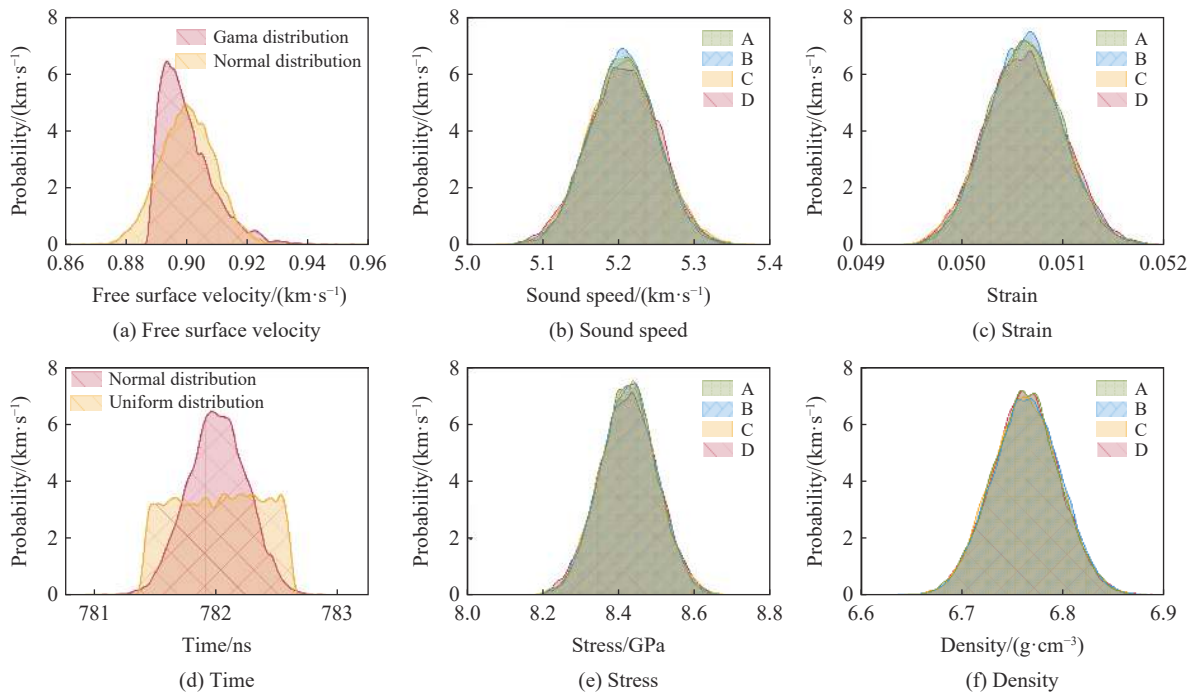 8
6
4
2
0
Probability/(km·s⁻¹)
Gama distribution
Normal distribution
0.86
0.88
0.90
0.92
0.94
0.96
Free surface velocity/(km·s⁻¹)
(a) Free surface velocity
8
6
4
2
0
Probability/(km·s⁻¹)
A
B
C
D
5.0
5.1
5.2
5.3
5.4
Sound speed/(km·s⁻¹)
(b) Sound speed
8
6
4
2
0
Probability/(km·s⁻¹)
A
B
C
D
0.049
0.050
0.051
0.052
Strain
(c) Strain
8
6
4
2
0
Probability/(km·s⁻¹)
Normal distribution
Uniform distribution
781
782
783
Time/ns
(d) Time
8
6
4
2
0
Probability/(km·s⁻¹)
A
B
C
D
8.0
8.2
8.4
8.6
8.8
Stress/GPa
(e) Stress
8
6
4
2
0
Probability/(km·s⁻¹)
A
B
C
D
6.6
6.7
6.8
6.9
Density/(g·cm⁻³)
(f) Density